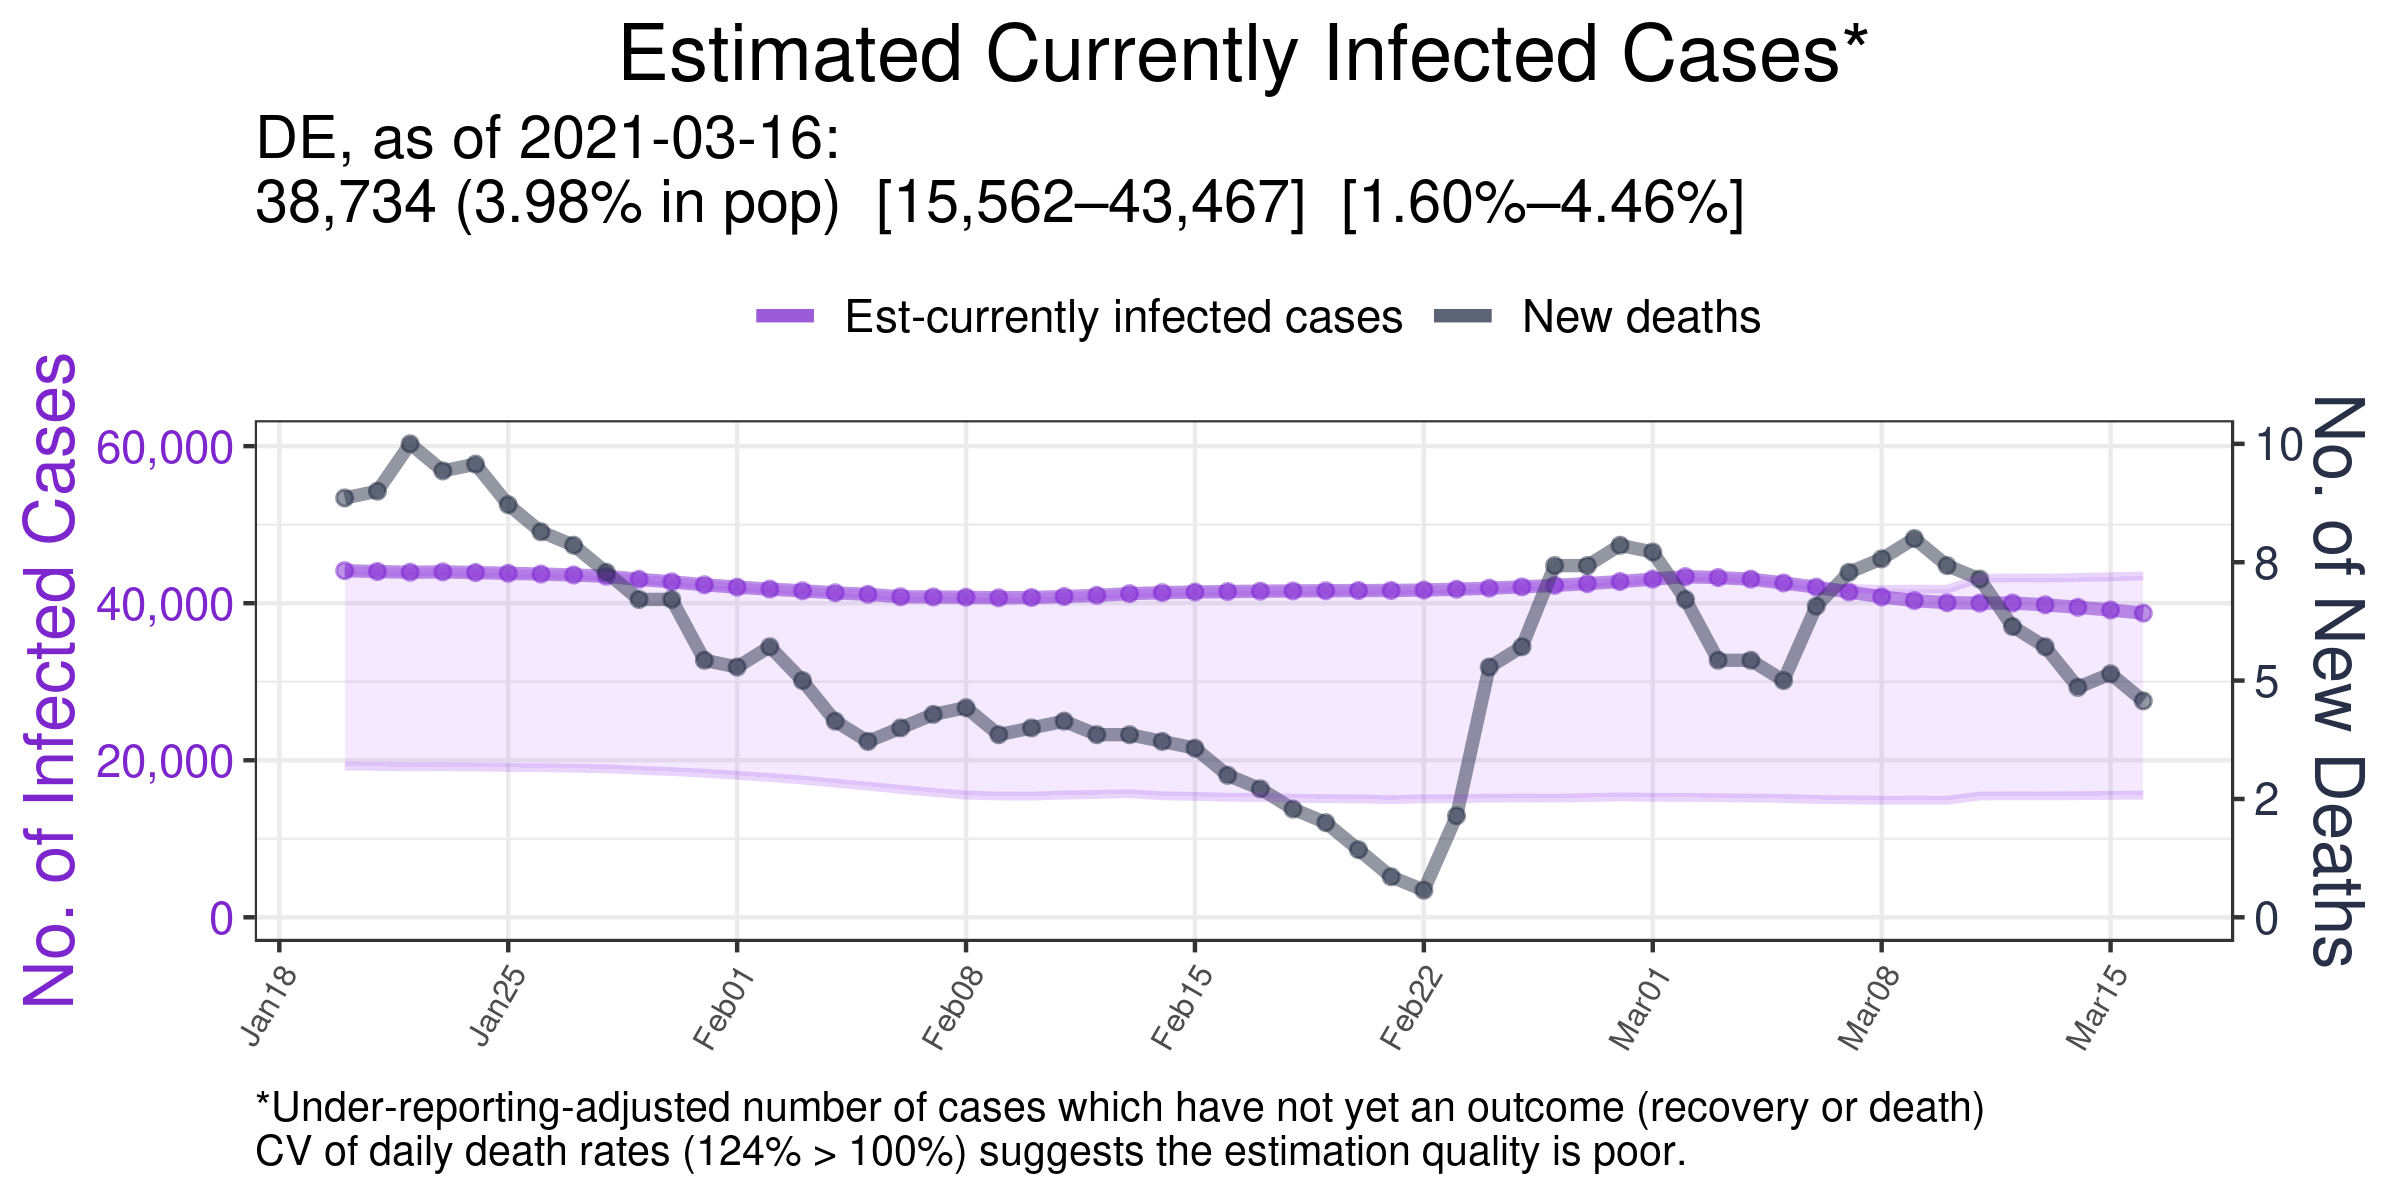 Estimated Currently Infected Cases*
DE, as of 2021-03-16:
38,734 (3.98% in pop)  [15,562–43,467]  [1.60%–4.46%]
Est-currently infected cases
New deaths
No. of Infected Cases
60,000
40,000
20,000
0
10
8
5
2
0
No. of New Deaths
Jan18
Jan25
Feb01
Feb08
Feb15
Feb22
Mar01
Mar08
Mar15
*Under-reporting-adjusted number of cases which have not yet an outcome (recovery or death)
CV of daily death rates (124% > 100%) suggests the estimation quality is poor.